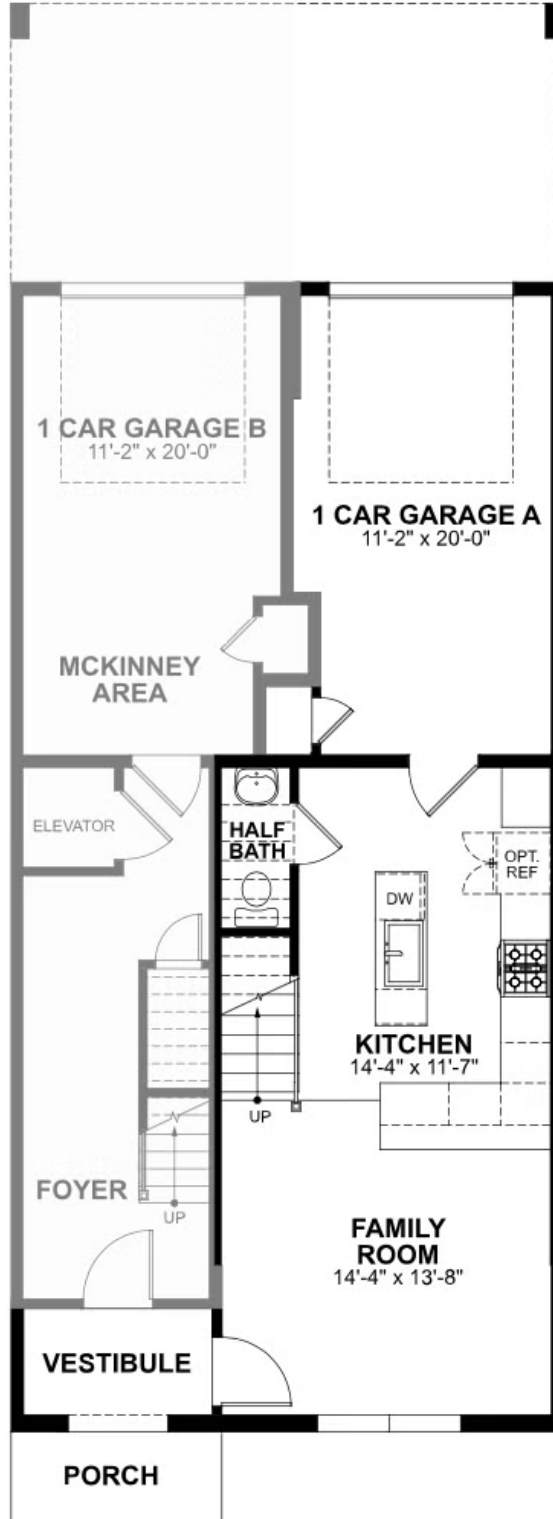 1 CAR GARAGE B
11'-2" x 20'-0"
1 CAR GARAGE A
11'-2" x 20'-0"
MCKINNEY
AREA
ELEVATOR
HALF
BATH
OPT.
REF
DW
KITCHEN
14'-4" x 11'-7"
UP
FOYER
UP
FAMILY
ROOM
14'-4" x 13'-8"
VESTIBULE
PORCH